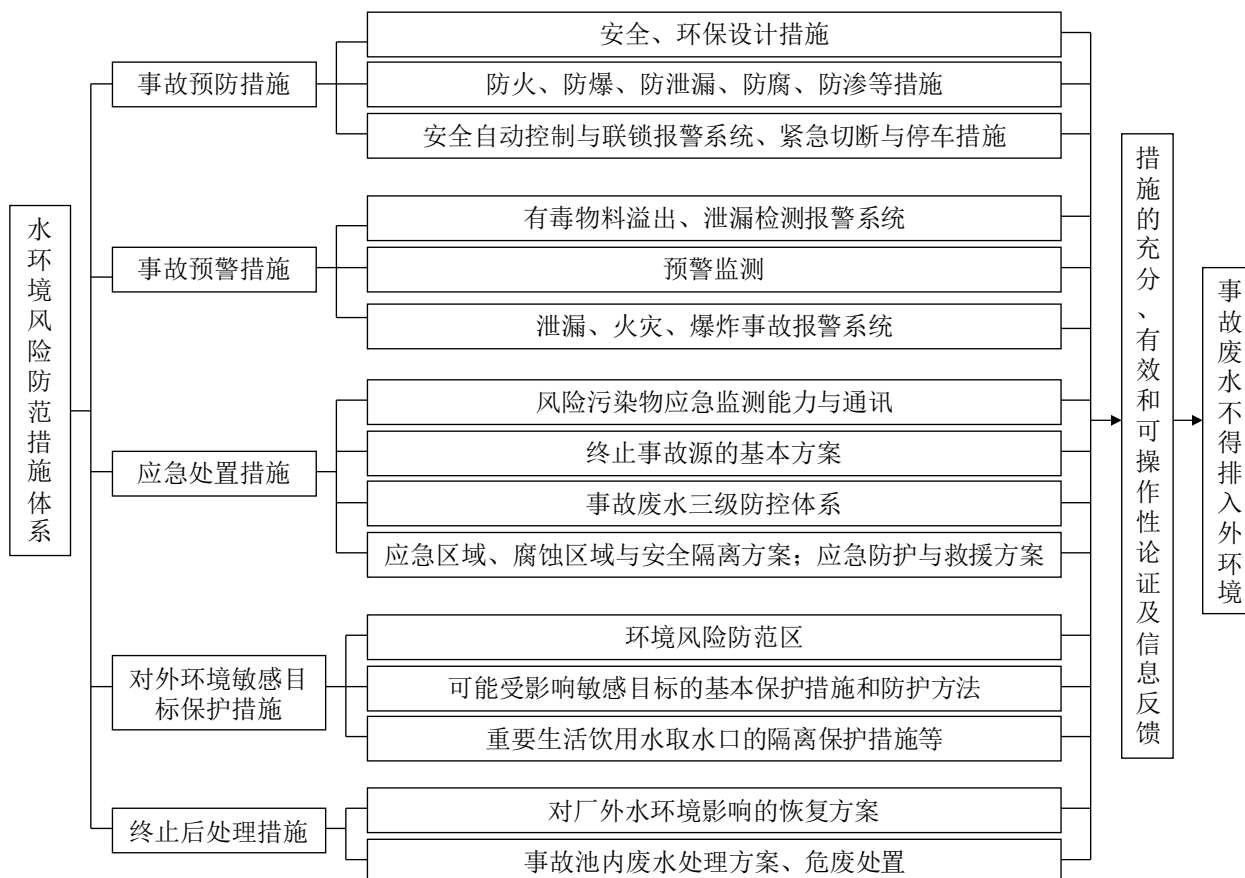 水环境风险防范措施体系
事故预防措施
安全、环保设计措施
防火、防爆、防泄漏、防腐、防渗等措施
安全自动控制与联锁报警系统、紧急切断与停车措施
事故预警措施
有毒物料溢出、泄漏检测报警系统
预警监测
泄漏、火灾、爆炸事故报警系统
应急处置措施
风险污染物应急监测能力与通讯
终止事故源的基本方案
事故废水三级防控体系
应急区域、腐蚀区域与安全隔离方案；应急防护与救援方案
对外环境敏感目
标保护措施
环境风险防范区
可能受影响敏感目标的基本保护措施和防护方法
重要生活饮用水取水口的隔离保护措施等
终止后处理措施
对厂外水环境影响的恢复方案
事故池内废水处理方案、危废处置
措施的充分、有效和可操作性论证及信息反馈
事故废水不得排入外环境